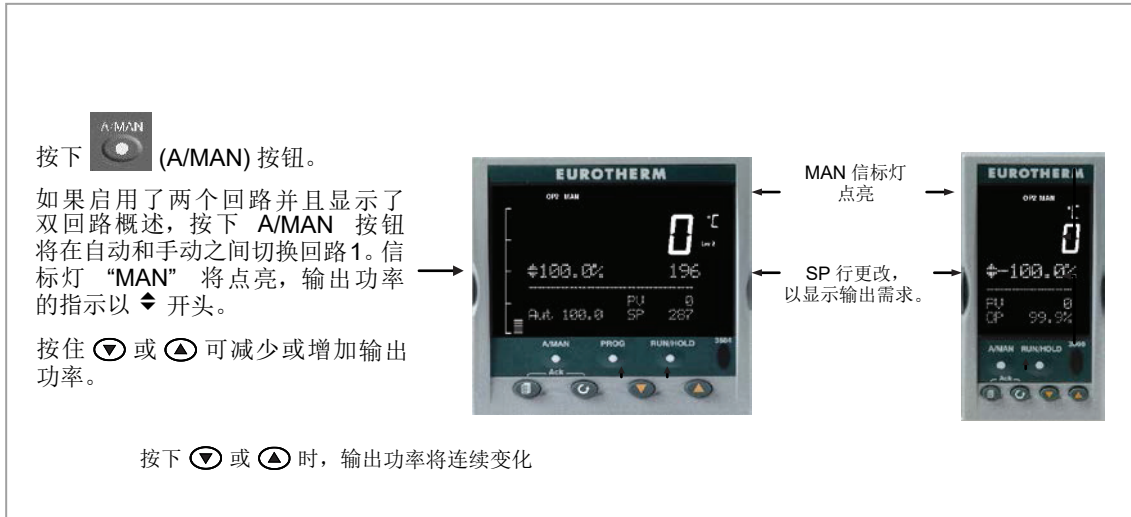 A/MAN
按下 (A/MAN) 按钮。
如果启用了两个回路并且显示了
双回路概述，按下 A/MAN 按钮
将在自动和手动之间切换回路1。信
标灯 “MAN” 将点亮，输出功率
的指示以 开头。
按住 或 可减少或增加输出
功率。
按下 或 时，输出功率将连续变化
EUROTHERM
OP2 MAN
0 °C
Lev 2
100.0% 196
PV 0
Aut 100.0 SP 287
A/MAN PROG RUN/HOLD
Ack
MAN 信标灯
点亮
SP 行更改，
以显示输出需求。
EUROTHERM
OP2 MAN
°C
0
-100.0%
PV 0
OP 99.9%
A/MAN RUN/HOLD
Ack